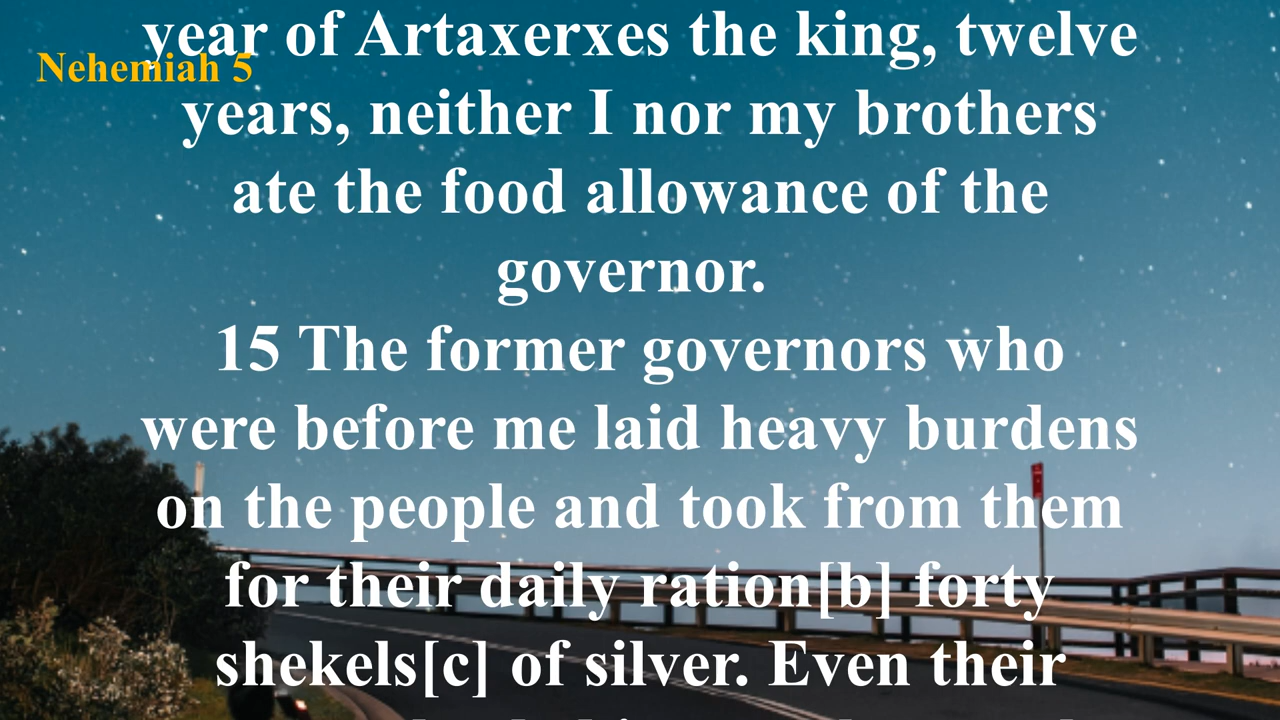 year of Artaxerxes the king, twelve
Nehemiah 5
years, neither I nor my brothers
ate the food allowance of the
governor.
15 The former governors who
were before me laid heavy burdens
on the people and took from them
for their daily ration[b] forty
shekels[c] of silver. Even their